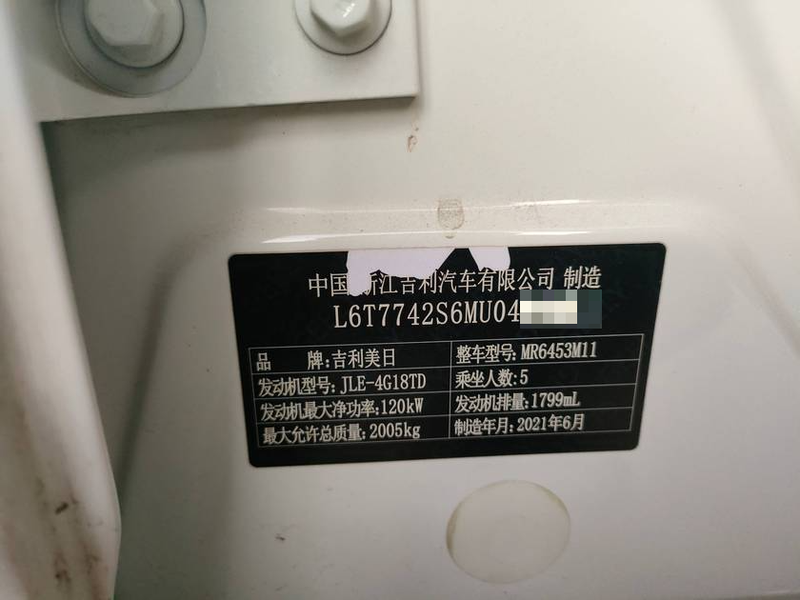 中国 浙江吉利汽车有限公司 制造
L6T7742S6MU04
品 牌:吉利美日 整车型号:MR6453M11
发动机型号:JLE-4G18TD 乘坐人数:5
发动机最大净功率:120kW 发动机排量:1799mL
最大允许总质量:2005kg 制造年月:2021年6月